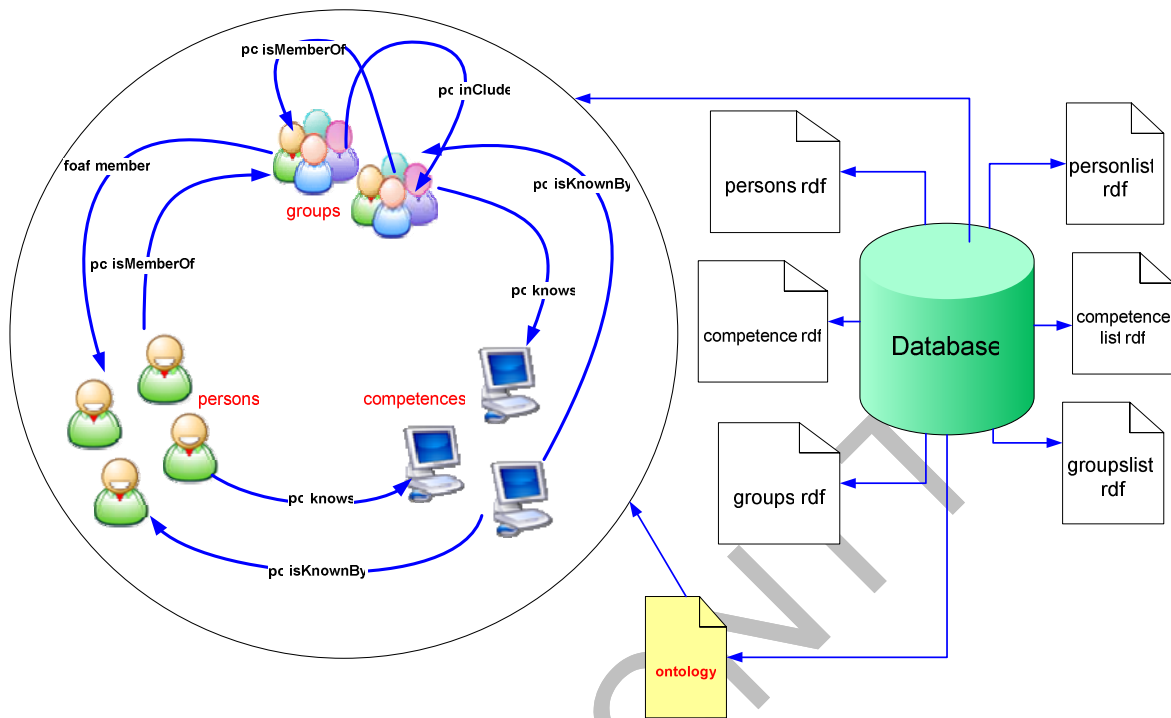 pc isMemberOf
pc inClude
foaf member
pc isKnownBy
groups
pc isMemberOf
pc knows
persons
competences
pc knows
pc isKnownBy
persons rdf
personlist
rdf
competence rdf
Database
competence
list rdf
groups rdf
groupslist
rdf
ontology